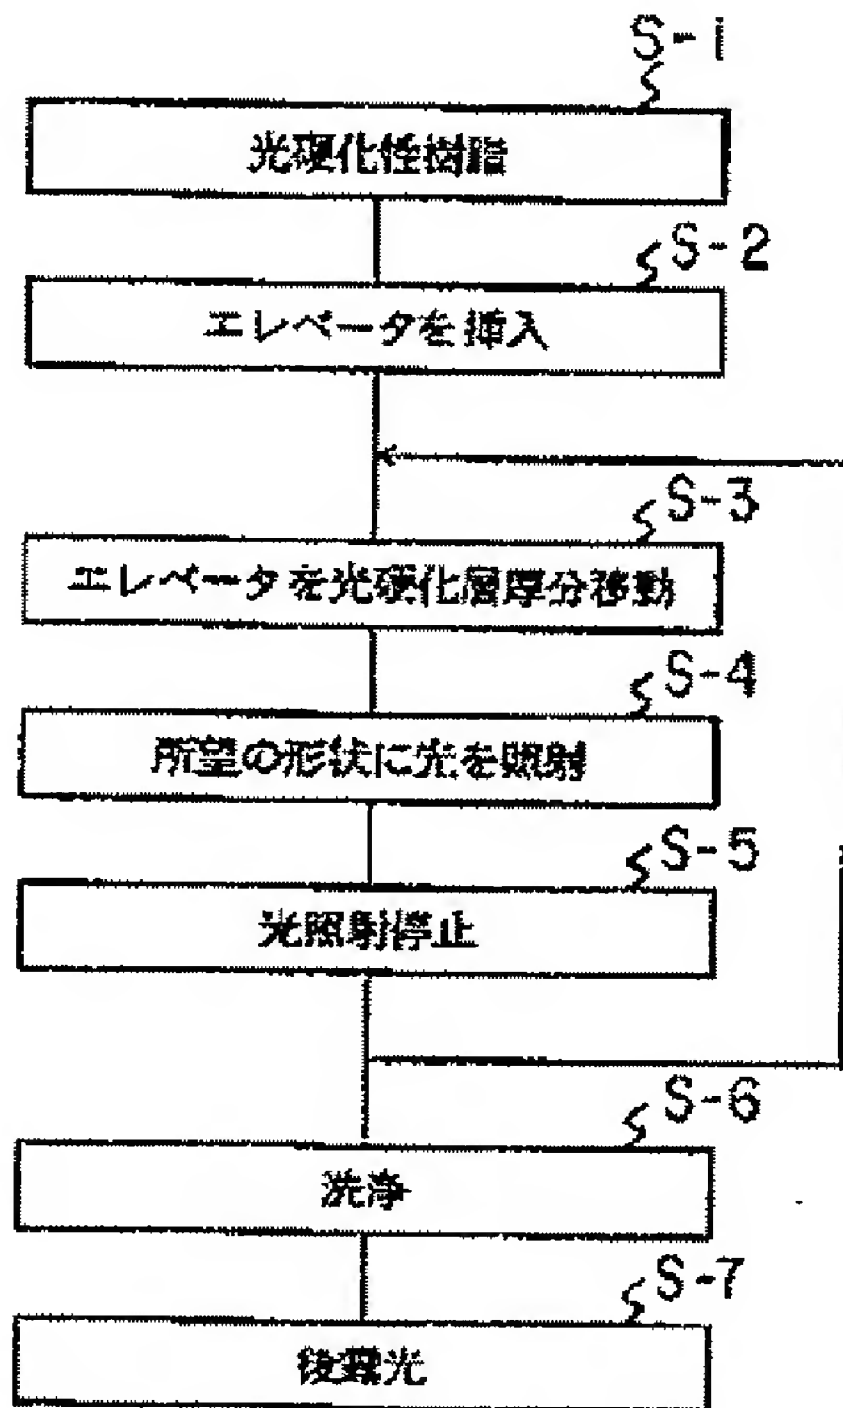 S-1
光硬化性樹脂
S-2
エレベータを挿入
S-3
エレベータを光硬化層厚分移動
S-4
所望の形状に光を照射
S-5
光照射停止
S-6
洗浄
S-7
後露光